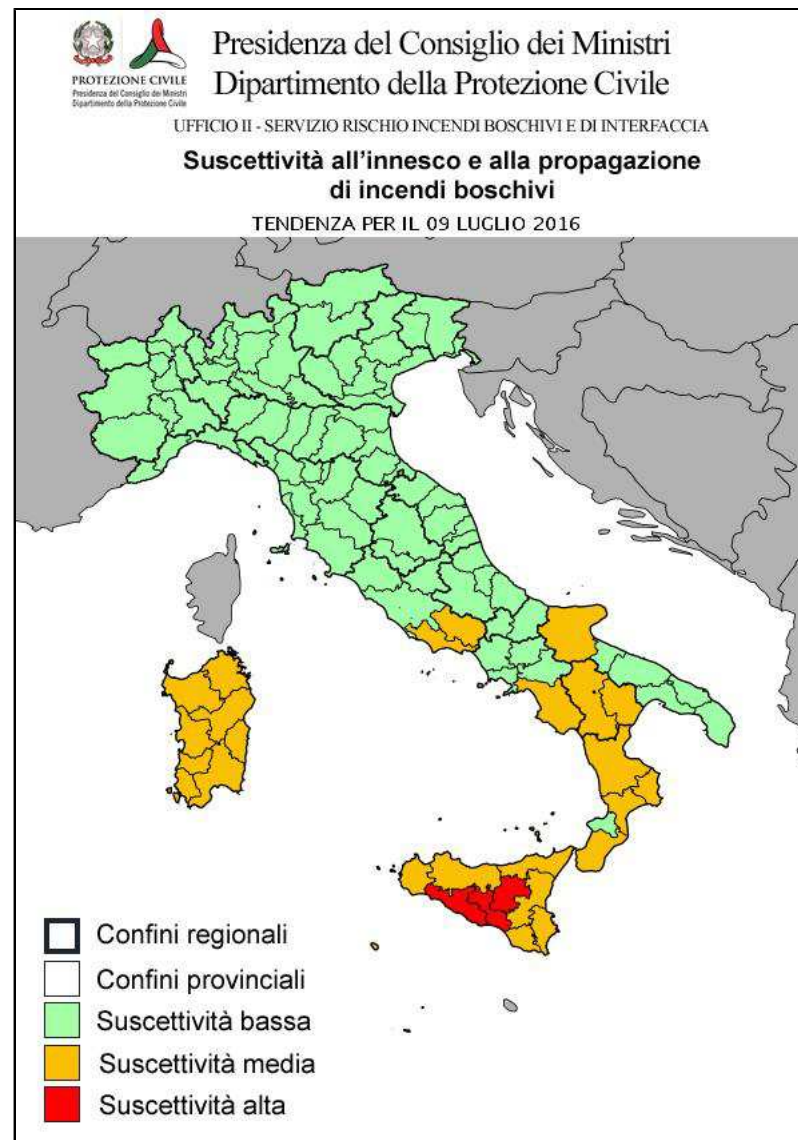 PROTEZIONE CIVILE
Presidenza del Consiglio dei Ministri
Dipartimento della Protezione Civile
Presidenza del Consiglio dei Ministri
Dipartimento della Protezione Civile
UFFICIO II - SERVIZIO RISCHIO INCENDI BOSCHIVI E DI INTERFACCIA
Suscettività all'innesco e alla propagazione
di incendi boschivi
TENDENZA PER IL 09 LUGLIO 2016
Confini regionali
Confini provinciali
Suscettività bassa
Suscettività media
Suscettività alta